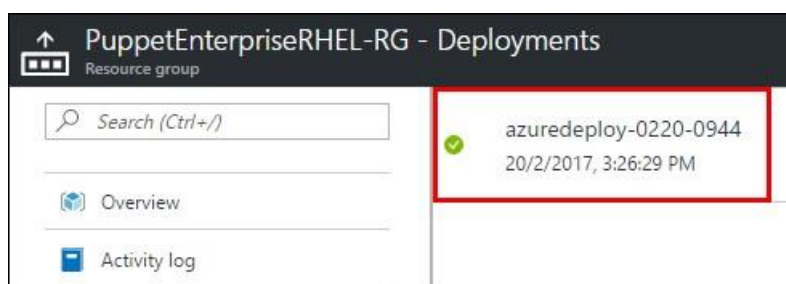 PuppetEnterpriseRHEL-RG - Deployments
Resource group
Search (Ctrl+/)
azuredeploy-0220-0944
20/2/2017, 3:26:29 PM
Overview
Activity log